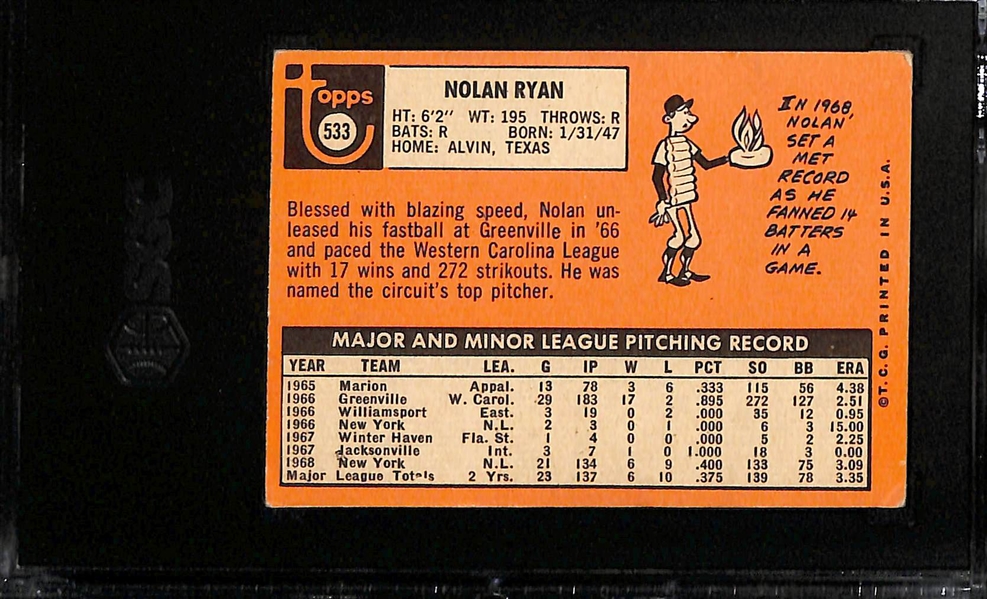 Topps
533
NOLAN RYAN
HT: 6'2" WT: 195 THROWS: R
BATS: R BORN: 1/31/47
HOME: ALVIN, TEXAS
Blessed with blazing speed, Nolan un-
leased his fastball at Greenville in '66
and paced the Western Carolina League
with 17 wins and 272 strikouts. He was
named the circuit's top pitcher.
IN 1968,
NOLAN
SET A
MET
RECORD
AS HE
FANNED 14
BATTERS
IN A
GAME.
©T.C.G. PRINTED IN U.S.A.
MAJOR AND MINOR LEAGUE PITCHING RECORD
YEAR TEAM LEA. G IP W L PCT SO BB ERA
1965 Marion Appal. 13 78 3 6 .333 115 56 4.38
1966 Greenville W. Carol. 29 183 17 2 .895 272 127 2.51
1966 Williamsport East. 3 19 0 2 .000 35 12 0.95
1966 New York N.L. 2 3 0 1 .000 6 3 15.00
1967 Winter Haven Fla. St. 1 4 0 0 .000 5 2 2.25
1967 Jacksonville Int. 3 7 1 0 1.000 18 3 0.00
1968 New York N.L. 21 134 6 9 .400 133 75 3.09
Major League Totals 2 Yrs. 23 137 6 10 .375 139 78 3.35
SGC